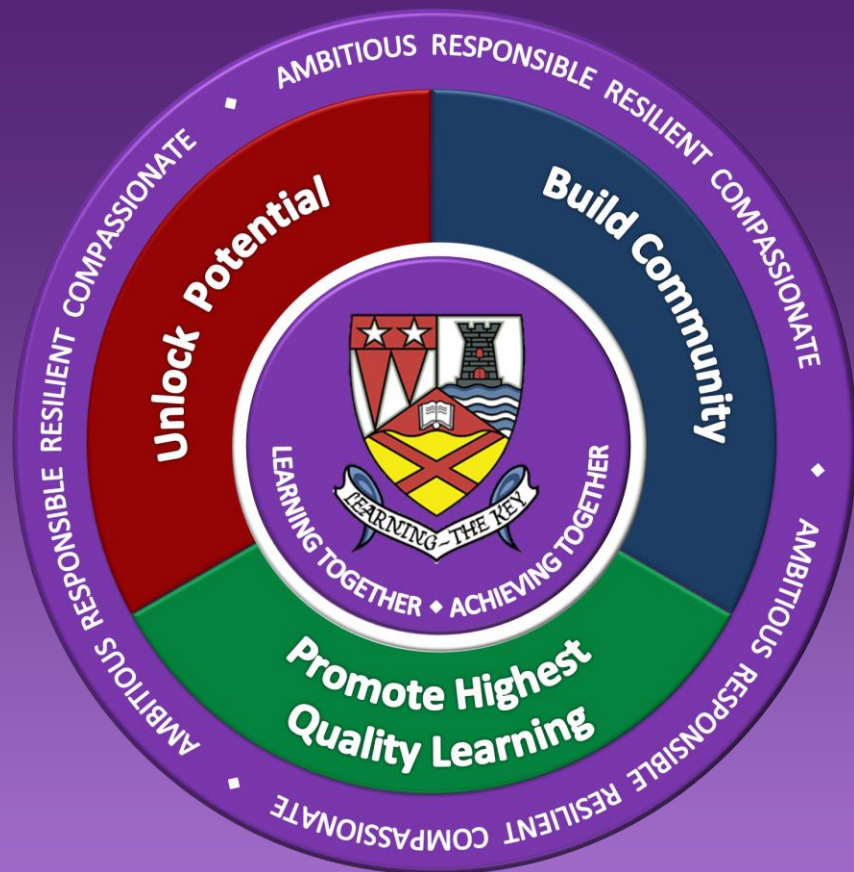 AMBITIOUS RESPONSIBLE RESILIENT COMPASSIONATE
◆ AMBITIOUS RESPONSIBLE RESILIENT COMPASSIONATE
◆ AMBITIOUS RESPONSIBLE RESILIENT COMPASSIONATE ◆
Unlock Potential
Build Community
Promote Highest
Quality Learning
LEARNING TOGETHER ◆ ACHIEVING TOGETHER
LEARNING~THE KEY